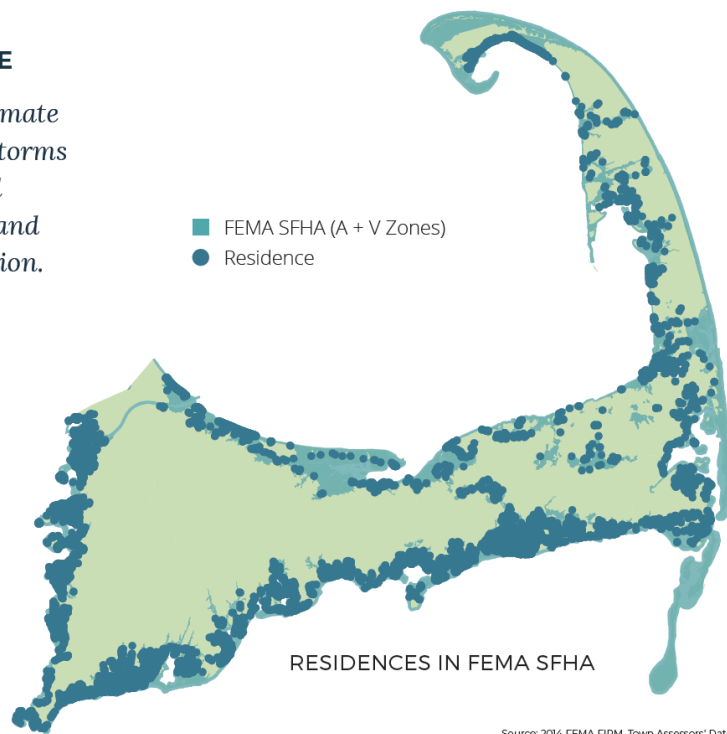 E
mate
torms
and
ion.
FEMA SFHA (A + V Zones)
Residence
RESIDENCES IN FEMA SFHA
Source: 2014 FEMA FIRM, Town Assessors' Dat